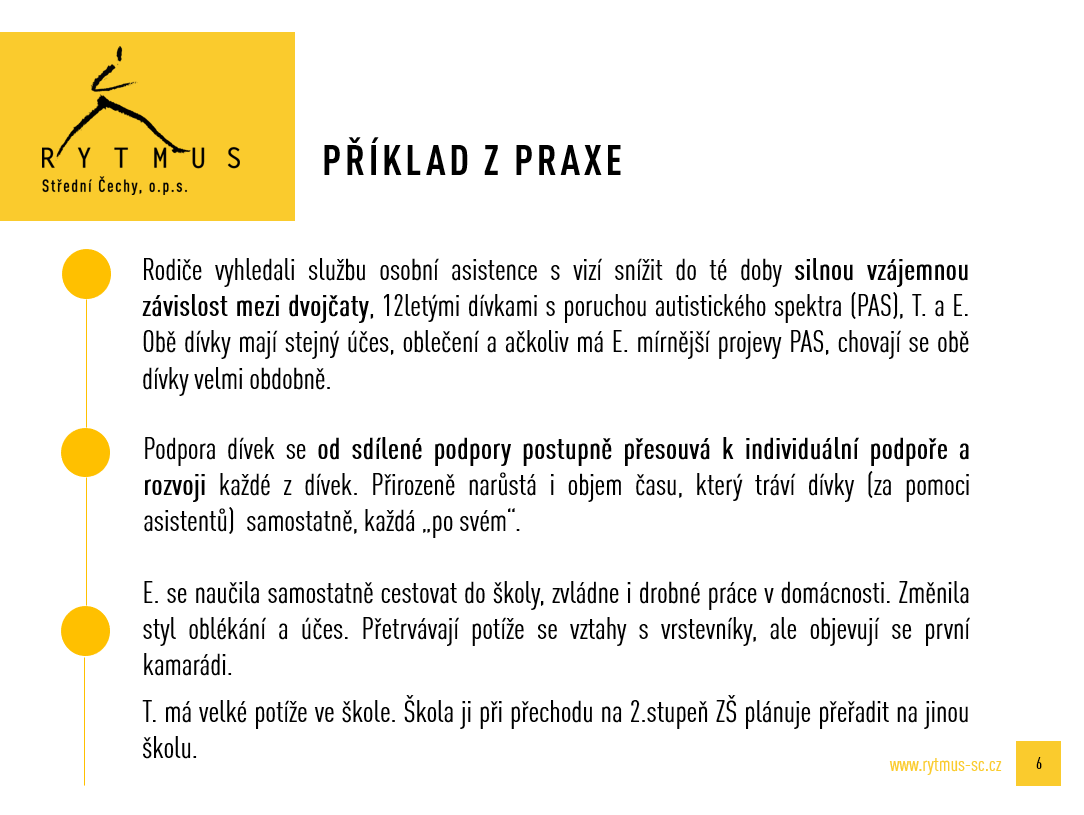 RYTMUS
Střední Čechy, o.p.s.
PŘÍKLAD Z PRAXE
Rodiče vyhledali službu osobní asistence s vizí snížit do té doby silnou vzájemnou
závislost mezi dvojčaty, 12letými dívkami s poruchou autistického spektra (PAS), T. a E.
Obě dívky mají stejný účes, oblečení a ačkoliv má E. mírnější projevy PAS, chovají se obě
dívky velmi obdobně.
Podpora dívek se od sdílené podpory postupně přesouvá k individuální podpoře a
rozvoji každé z dívek. Přirozeně narůstá i objem času, který tráví dívky (za pomoci
asistentů) samostatně, každá „po svém“.
E. se naučila samostatně cestovat do školy, zvládne i drobné práce v domácnosti. Změnila
styl oblékání a účes. Přetrvávají potíže se vztahy s vrstevníky, ale objevují se první
kamarádi.
T. má velké potíže ve škole. Škola ji při přechodu na 2.stupeň ZŠ plánuje přeřadit na jinou
školu.
www.rytmus-sc.cz
6